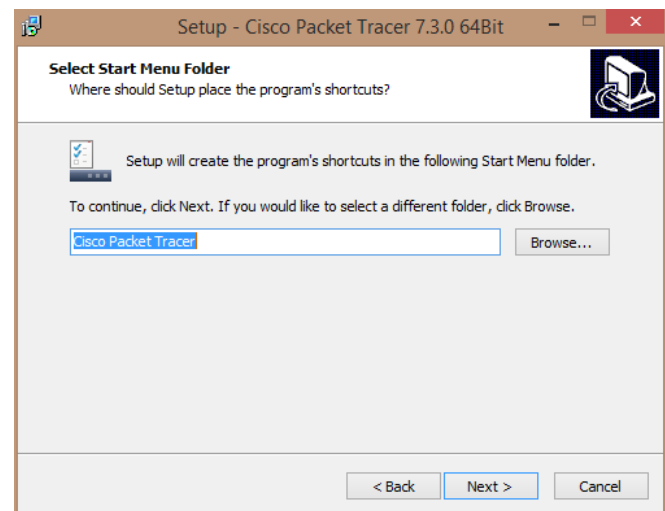 Setup - Cisco Packet Tracer 7.3.0 64Bit
Select Start Menu Folder
Where should Setup place the program's shortcuts?
Setup will create the program's shortcuts in the following Start Menu folder.
To continue, click Next. If you would like to select a different folder, click Browse.
Cisco Packet Tracer
Browse...
< Back
Next >
Cancel